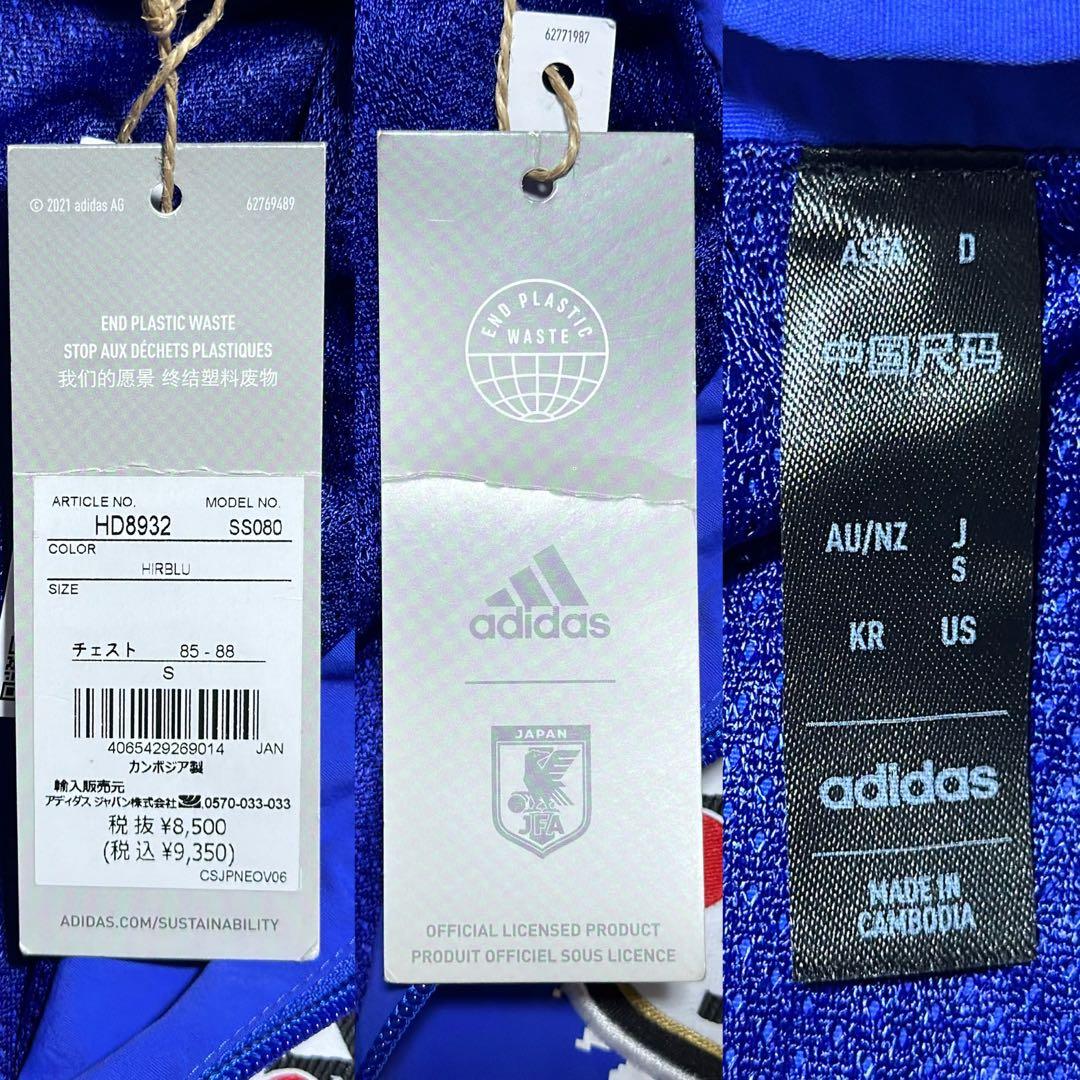 © 2021 adidas AG 62769489
END PLASTIC WASTE
STOP AUX DÉCHETS PLASTIQUES
我们的愿景 终结塑料废物
ARTICLE NO. MODEL NO.
HD8932 SS080
COLOR
HIRBLU
SIZE
チェスト 85 - 88
S
4065429269014 JAN
カンボジア製
輸入販売元
アディダス ジャパン株式会社 0570-033-033
税抜 ¥8,500
(税込 ¥9,350)
CSJPNEOV06
ADIDAS.COM/SUSTAINABILITY
62771987
END PLASTIC
WASTE
adidas
JAPAN
JFA
OFFICIAL LICENSED PRODUCT
PRODUIT OFFICIEL SOUS LICENCE
ASIA D
中国尺码
AU/NZ J
S
KR US
adidas
MADE IN
CAMBODIA